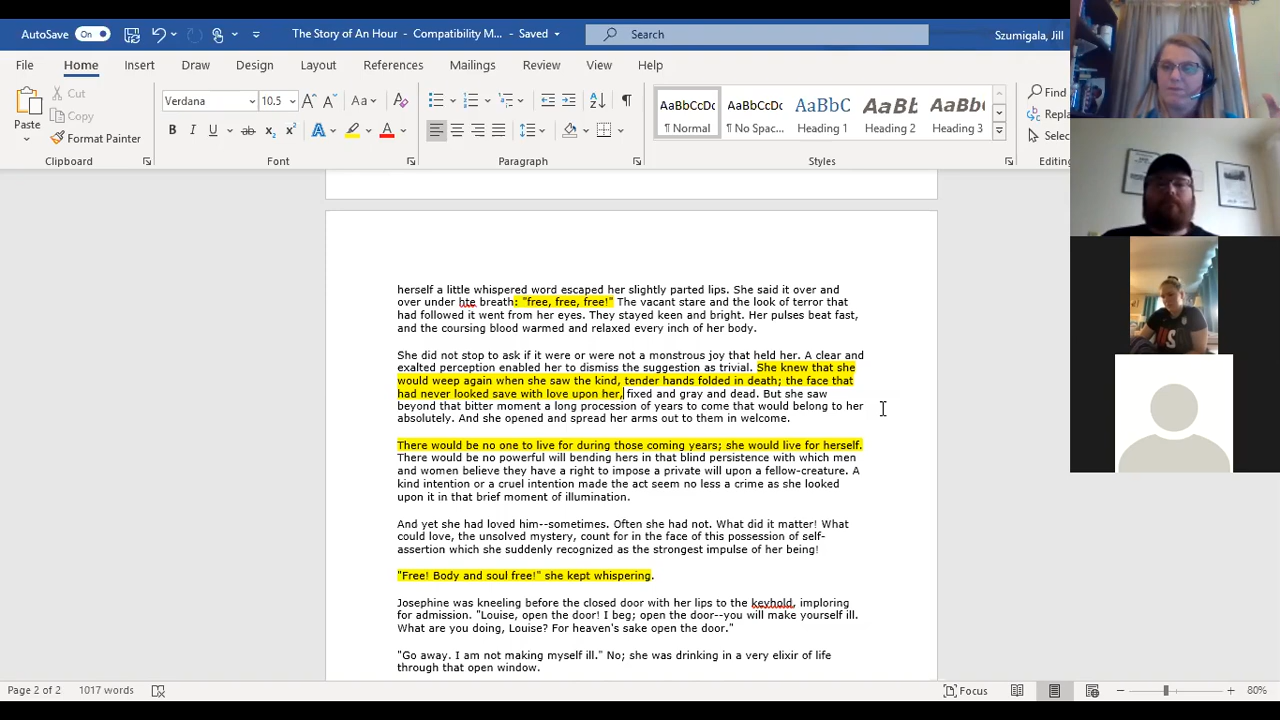 AutoSave On The Story of An Hour - Compatibility M... - Saved Search Szumigala, Jill
File Home Insert Draw Design Layout References Mailings Review View Help
Paste Cut Copy Format Painter
Verdana 10.5 Aa
B I U ab x2 x2 A A
AaBbCcDc AaBbCcDc AaBbC AaBb AaBbC
¶ Normal ¶ No Spac... Heading 1 Heading 2 Heading 3
Find
Repla
Selec
Clipboard Font Paragraph Styles Editing
herself a little whispered word escaped her slightly parted lips. She said it over and
over under hte breath: "free, free, free!" The vacant stare and the look of terror that
had followed it went from her eyes. They stayed keen and bright. Her pulses beat fast,
and the coursing blood warmed and relaxed every inch of her body.
She did not stop to ask if it were or were not a monstrous joy that held her. A clear and
exalted perception enabled her to dismiss the suggestion as trivial. She knew that she
would weep again when she saw the kind, tender hands folded in death; the face that
had never looked save with love upon her, fixed and gray and dead. But she saw
beyond that bitter moment a long procession of years to come that would belong to her
absolutely. And she opened and spread her arms out to them in welcome.
There would be no one to live for during those coming years; she would live for herself.
There would be no powerful will bending hers in that blind persistence with which men
and women believe they have a right to impose a private will upon a fellow-creature. A
kind intention or a cruel intention made the act seem no less a crime as she looked
upon it in that brief moment of illumination.
And yet she had loved him--sometimes. Often she had not. What did it matter! What
could love, the unsolved mystery, count for in the face of this possession of self-
assertion which she suddenly recognized as the strongest impulse of her being!
"Free! Body and soul free!" she kept whispering.
Josephine was kneeling before the closed door with her lips to the keyhold, imploring
for admission. "Louise, open the door! I beg; open the door--you will make yourself ill.
What are you doing, Louise? For heaven's sake open the door."
"Go away. I am not making myself ill." No; she was drinking in a very elixir of life
through that open window.
Page 2 of 2 1017 words Focus 80%